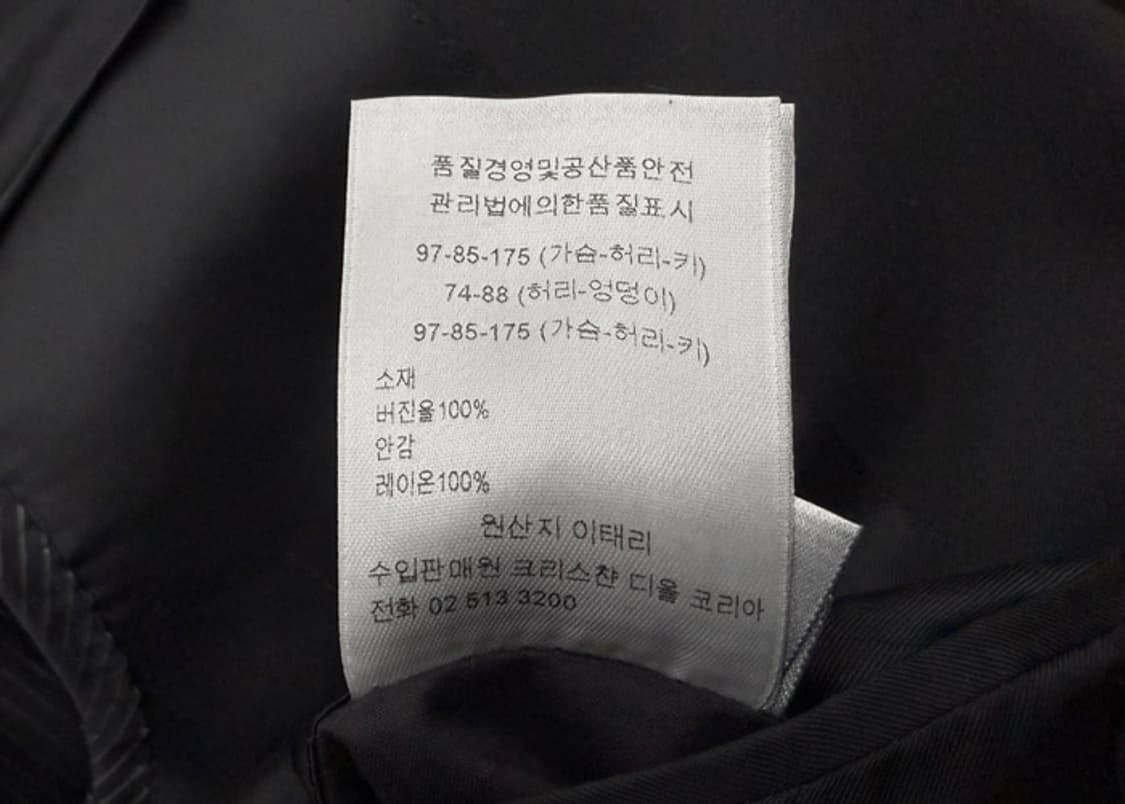 품질경영및공산품안전
관리법에의한품질표시
97-85-175 (가슴-허리-키)
74-88 (허리-엉덩이)
97-85-175 (가슴-허리-키)
소재
버진울100%
안감
레이온100%
원산지 이태리
수입판매원 크리스챤 디올 코리아
전화 02 513 3200